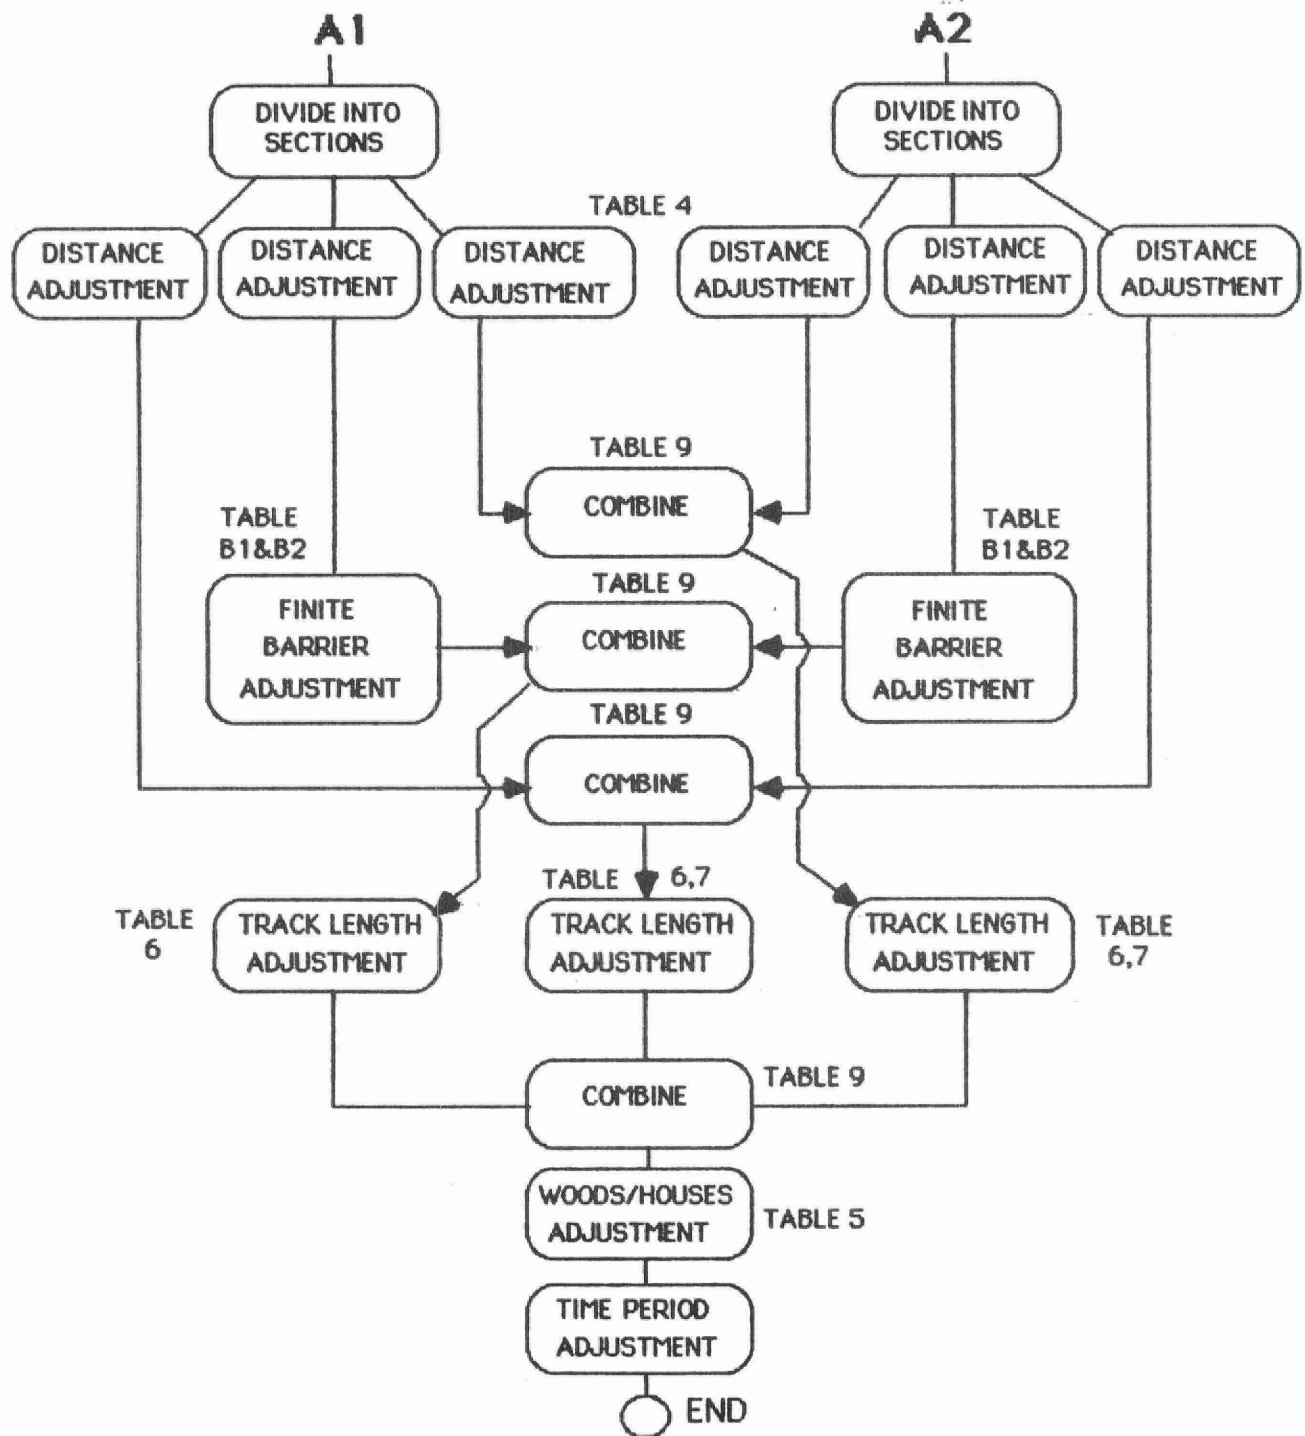 A1
A2
DIVIDE INTO
SECTIONS
DIVIDE INTO
SECTIONS
TABLE 4
DISTANCE
ADJUSTMENT
DISTANCE
ADJUSTMENT
DISTANCE
ADJUSTMENT
DISTANCE
ADJUSTMENT
DISTANCE
ADJUSTMENT
DISTANCE
ADJUSTMENT
TABLE 9
COMBINE
TABLE
B1&B2
TABLE
B1&B2
FINITE
BARRIER
ADJUSTMENT
TABLE 9
COMBINE
FINITE
BARRIER
ADJUSTMENT
TABLE 9
COMBINE
TABLE 6,7
TABLE
6
TRACK LENGTH
ADJUSTMENT
TRACK LENGTH
ADJUSTMENT
TRACK LENGTH
ADJUSTMENT
TABLE
6,7
COMBINE
TABLE 9
WOODS/HOUSES
ADJUSTMENT
TABLE 5
TIME PERIOD
ADJUSTMENT
END